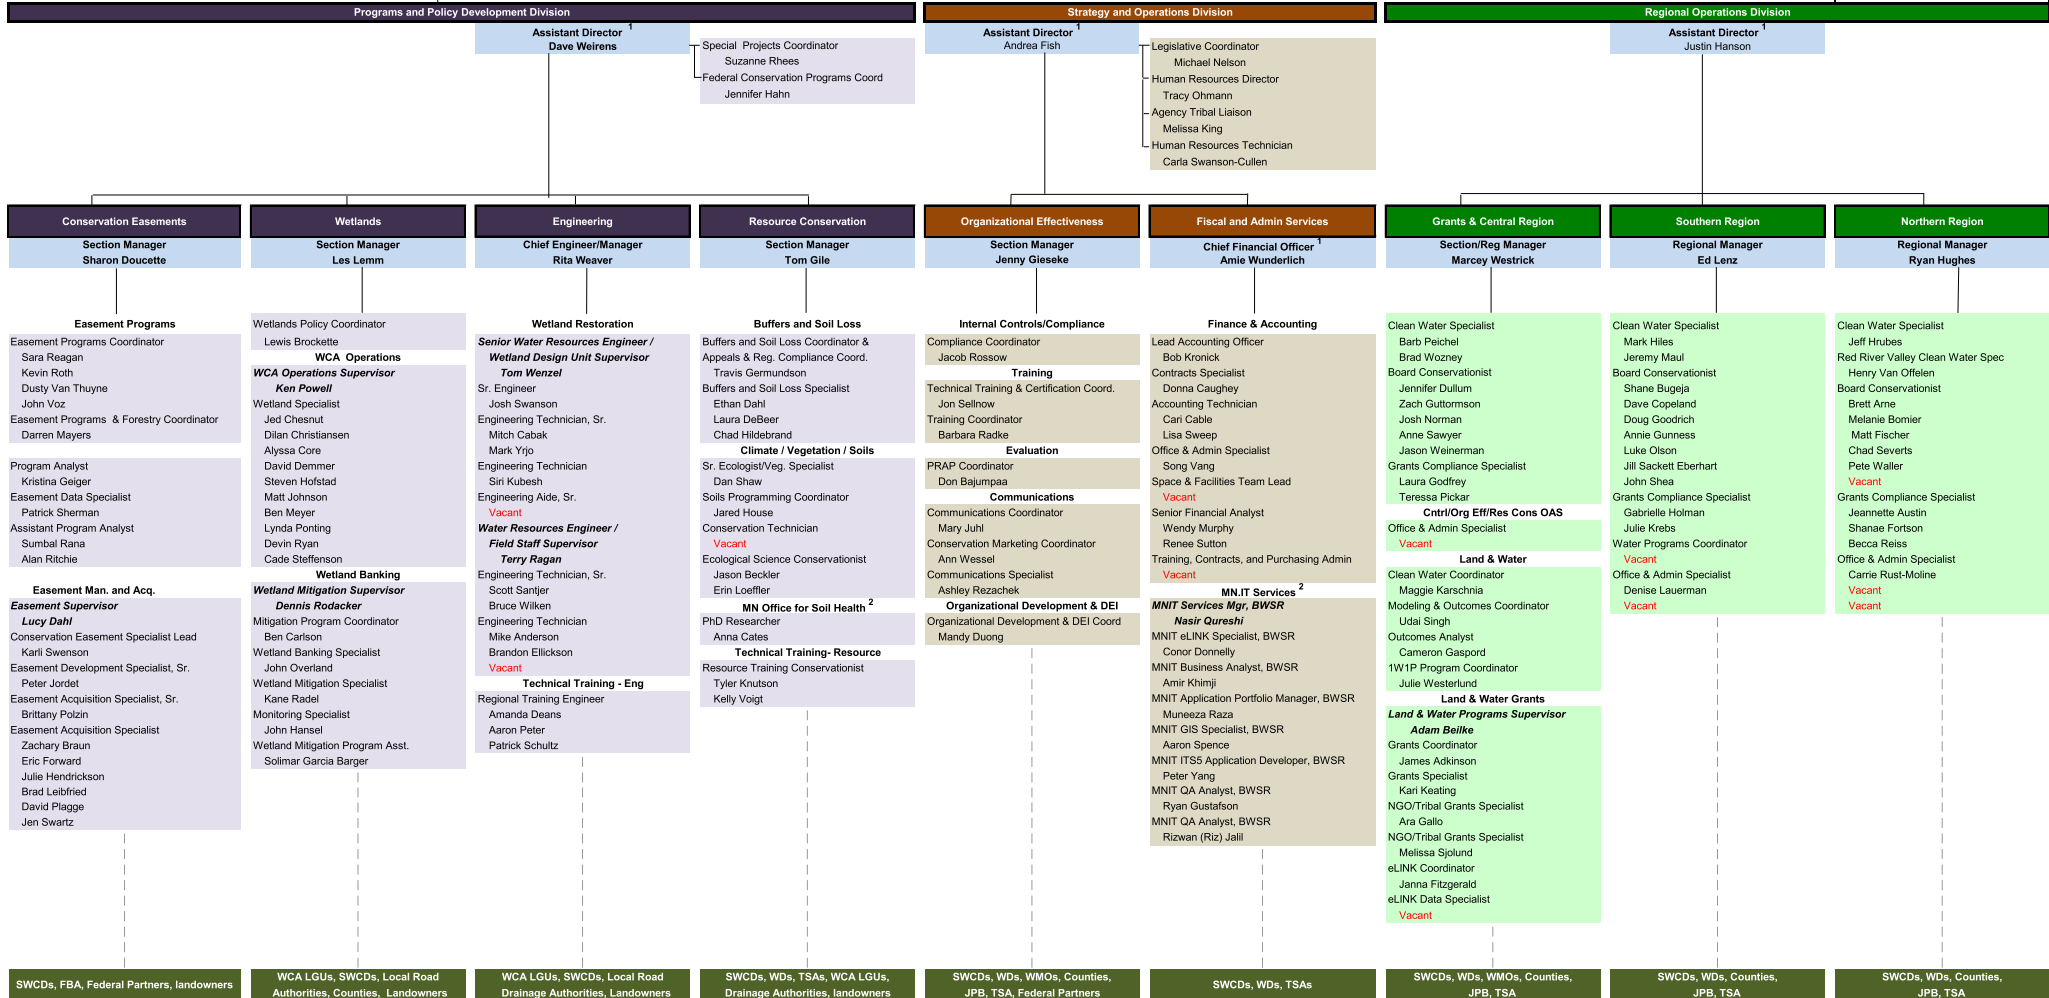 Programs and Policy Development Division
Assistant Director 1
Dave Weirens
Special Projects Coordinator
Suzanne Rhees
Federal Conservation Programs Coord
Jennifer Hahn
Strategy and Operations Division
Assistant Director 1
Andrea Fish
Legislative Coordinator
Michael Nelson
Human Resources Director
Tracy Ohmann
Agency Tribal Liaison
Melissa King
Human Resources Technician
Carla Swanson-Cullen
Regional Operations Division
Assistant Director 1
Justin Hanson
Conservation Easements
Section Manager
Sharon Doucette
Easement Programs
Easement Programs Coordinator
Sara Reagan
Kevin Roth
Dusty Van Thuyne
John Voz
Easement Programs & Forestry Coordinator
Darren Mayers
Program Analyst
Kristina Geiger
Easement Data Specialist
Patrick Sherman
Assistant Program Analyst
Sumbal Rana
Alan Ritchie
Easement Man. and Acq.
Easement Supervisor
Lucy Dahl
Conservation Easement Specialist Lead
Karli Swenson
Easement Development Specialist, Sr.
Peter Jordet
Easement Acquisition Specialist, Sr.
Brittany Polzin
Easement Acquisition Specialist
Zachary Braun
Eric Forward
Julie Hendrickson
Brad Leibfried
David Plagge
Jen Swartz
SWCDs, FBA, Federal Partners, landowners
Wetlands
Section Manager
Les Lemm
Wetlands Policy Coordinator
Lewis Brockette
WCA Operations
WCA Operations Supervisor
Ken Powell
Wetland Specialist
Jed Chesnut
Dilan Christiansen
Alyssa Core
David Demmer
Steven Hofstad
Matt Johnson
Ben Meyer
Lynda Ponting
Devin Ryan
Cade Steffenson
Wetland Banking
Wetland Mitigation Supervisor
Dennis Rodacker
Mitigation Program Coordinator
Ben Carlson
Wetland Banking Specialist
John Overland
Wetland Mitigation Specialist
Kane Radel
Monitoring Specialist
John Hansel
Wetland Mitigation Program Asst.
Solimar Garcia Barger
WCA LGUs, SWCDs, Local Road
Authorities, Counties, Landowners
Engineering
Chief Engineer/Manager
Rita Weaver
Wetland Restoration
Senior Water Resources Engineer /
Wetland Design Unit Supervisor
Tom Wenzel
Sr. Engineer
Josh Swanson
Engineering Technician, Sr.
Mitch Cabak
Mark Yrjo
Engineering Technician
Siri Kubesh
Engineering Aide, Sr.
Vacant
Water Resources Engineer /
Field Staff Supervisor
Terry Ragan
Engineering Technician, Sr.
Scott Santjer
Bruce Wilken
Engineering Technician
Mike Anderson
Brandon Ellickson
Vacant
Technical Training - Eng
Regional Training Engineer
Amanda Deans
Aaron Peter
Patrick Schultz
WCA LGUs, SWCDs, Local Road
Drainage Authorities, Landowners
Resource Conservation
Section Manager
Tom Gile
Buffers and Soil Loss
Buffers and Soil Loss Coordinator &
Appeals & Reg. Compliance Coord.
Travis Germundson
Buffers and Soil Loss Specialist
Ethan Dahl
Laura DeBeer
Chad Hildebrand
Climate / Vegetation / Soils
Sr. Ecologist/Veg. Specialist
Dan Shaw
Soils Programming Coordinator
Jared House
Conservation Technician
Vacant
Ecological Science Conservationist
Jason Beckler
Erin Loeffler
MN Office for Soil Health 2
PhD Researcher
Anna Cates
Technical Training- Resource
Resource Training Conservationist
Tyler Knutson
Kelly Voigt
SWCDs, WDs, TSAs, WCA LGUs,
Drainage Authorities, landowners
Organizational Effectiveness
Section Manager
Jenny Gieseke
Internal Controls/Compliance
Compliance Coordinator
Jacob Rossow
Training
Technical Training & Certification Coord.
Jon Sellnow
Training Coordinator
Barbara Radke
Evaluation
PRAP Coordinator
Don Bajumpaa
Communications
Communications Coordinator
Mary Juhl
Conservation Marketing Coordinator
Ann Wessel
Communications Specialist
Ashley Rezachek
Organizational Development & DEI
Organizational Development & DEI Coord
Mandy Duong
SWCDs, WDs, WMOs, Counties,
JPB, TSA, Federal Partners
Fiscal and Admin Services
Chief Financial Officer 1
Amie Wunderlich
Finance & Accounting
Lead Accounting Officer
Bob Kronick
Contracts Specialist
Donna Caughey
Accounting Technician
Cari Cable
Lisa Sweep
Office & Admin Specialist
Song Vang
Space & Facilities Team Lead
Vacant
Senior Financial Analyst
Wendy Murphy
Renee Sutton
Training, Contracts, and Purchasing Admin
Vacant
MN.IT Services 2
MNIT Services Mgr, BWSR
Nasir Qureshi
MNIT eLINK Specialist, BWSR
Conor Donnelly
MNIT Business Analyst, BWSR
Amir Khimji
MNIT Application Portfolio Manager, BWSR
Muneeza Raza
MNIT GIS Specialist, BWSR
Aaron Spence
MNIT ITS5 Application Developer, BWSR
Peter Yang
MNIT QA Analyst, BWSR
Ryan Gustafson
MNIT QA Analyst, BWSR
Rizwan (Riz) Jalil
SWCDs, WDs, TSAs
Grants & Central Region
Section/Reg Manager
Marcey Westrick
Clean Water Specialist
Barb Peichel
Brad Wozney
Board Conservationist
Jennifer Dullum
Zach Guttormson
Josh Norman
Anne Sawyer
Jason Weinerman
Grants Compliance Specialist
Laura Godfrey
Teressa Pickar
Cntrl/Org Eff/Res Cons OAS
Office & Admin Specialist
Vacant
Land & Water
Clean Water Coordinator
Maggie Karschnia
Modeling & Outcomes Coordinator
Udai Singh
Outcomes Analyst
Cameron Gaspord
1W1P Program Coordinator
Julie Westerlund
Land & Water Grants
Land & Water Programs Supervisor
Adam Beilke
Grants Coordinator
James Adkinson
Grants Specialist
Kari Keating
NGO/Tribal Grants Specialist
Ara Gallo
NGO/Tribal Grants Specialist
Melissa Sjolund
eLINK Coordinator
Janna Fitzgerald
eLINK Data Specialist
Vacant
SWCDs, WDs, WMOs, Counties,
JPB, TSA
Southern Region
Regional Manager
Ed Lenz
Clean Water Specialist
Mark Hiles
Jeremy Maul
Board Conservationist
Shane Bugeja
Dave Copeland
Doug Goodrich
Annie Gunness
Luke Olson
Jill Sackett Eberhart
John Shea
Grants Compliance Specialist
Gabrielle Holman
Julie Krebs
Water Programs Coordinator
Vacant
Office & Admin Specialist
Denise Lauerman
Vacant
SWCDs, WDs, Counties,
JPB, TSA
Northern Region
Regional Manager
Ryan Hughes
Clean Water Specialist
Jeff Hrubes
Red River Valley Clean Water Spec
Henry Van Offelen
Board Conservationist
Brett Arne
Melanie Bomier
Matt Fischer
Chad Severts
Pete Waller
Vacant
Grants Compliance Specialist
Jeannette Austin
Shanae Fortson
Becca Reiss
Office & Admin Specialist
Carrie Rust-Moline
Vacant
Vacant
SWCDs, WDs, Counties,
JPB, TSA